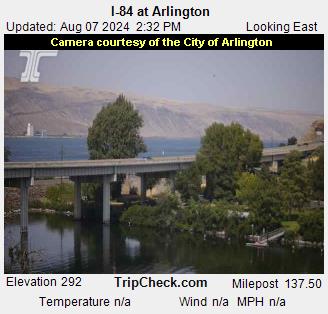 I-84 at Arlington
Updated: Aug 07 2024 2:32 PM Looking East
Camera courtesy of the City of Arlington
Elevation 292 TripCheck.com Milepost 137.50
Temperature n/a Wind n/a MPH n/a